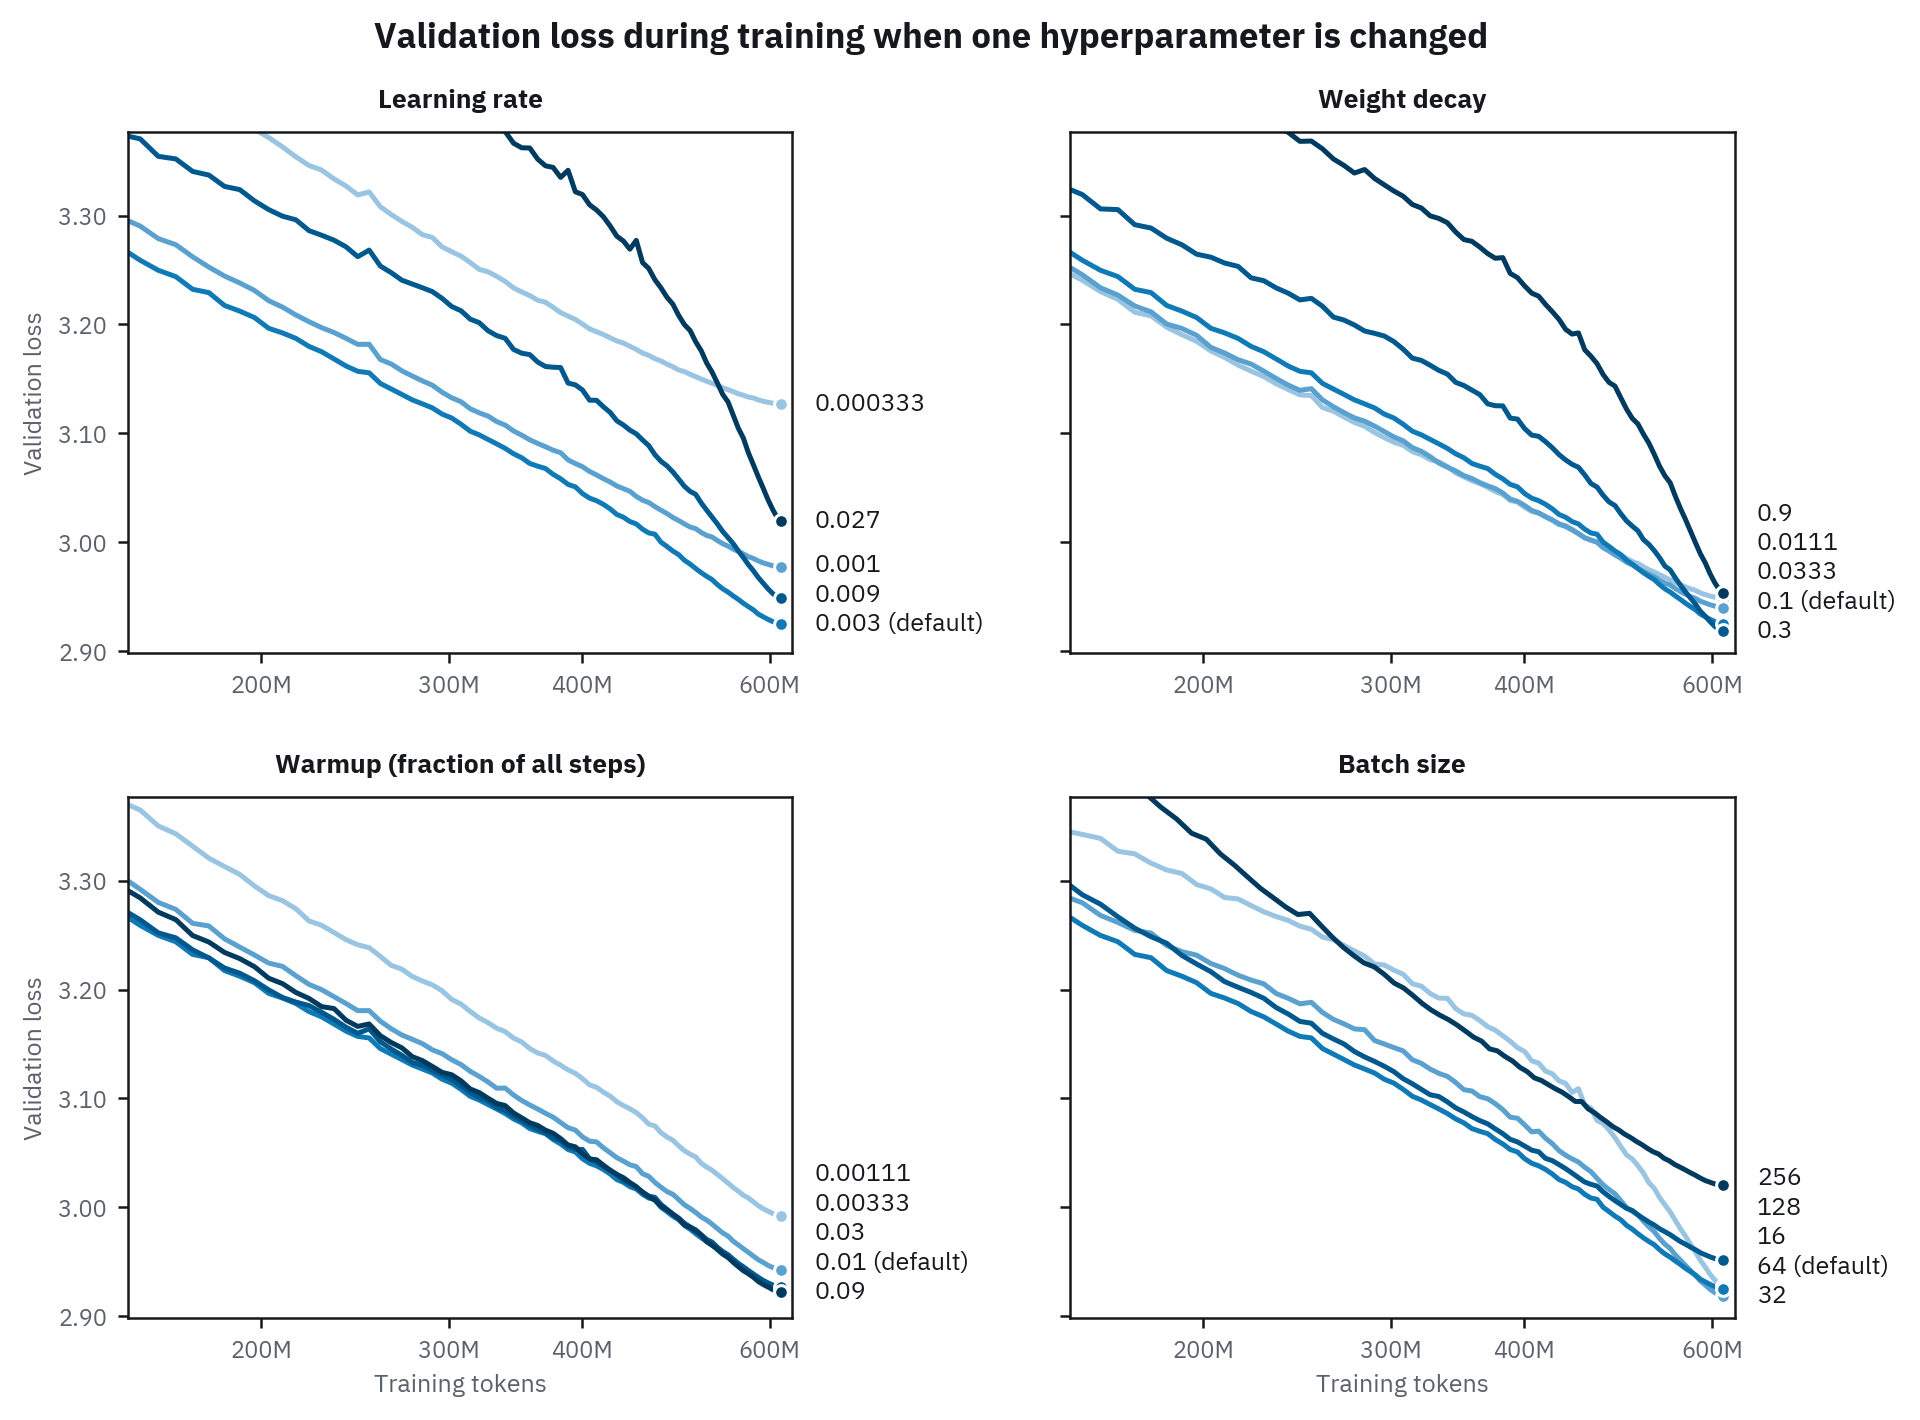 Validation loss during training when one hyperparameter is changed
Learning rate
Validation loss
3.30
3.20
3.10
3.00
2.90
200M
300M
400M
600M
0.000333
0.027
0.001
0.009
0.003 (default)
Weight decay
200M
300M
400M
600M
0.9
0.0111
0.0333
0.1 (default)
0.3
Warmup (fraction of all steps)
Validation loss
3.30
3.20
3.10
3.00
2.90
200M
300M
400M
600M
Training tokens
0.00111
0.00333
0.03
0.01 (default)
0.09
Batch size
200M
300M
400M
600M
Training tokens
256
128
16
64 (default)
32